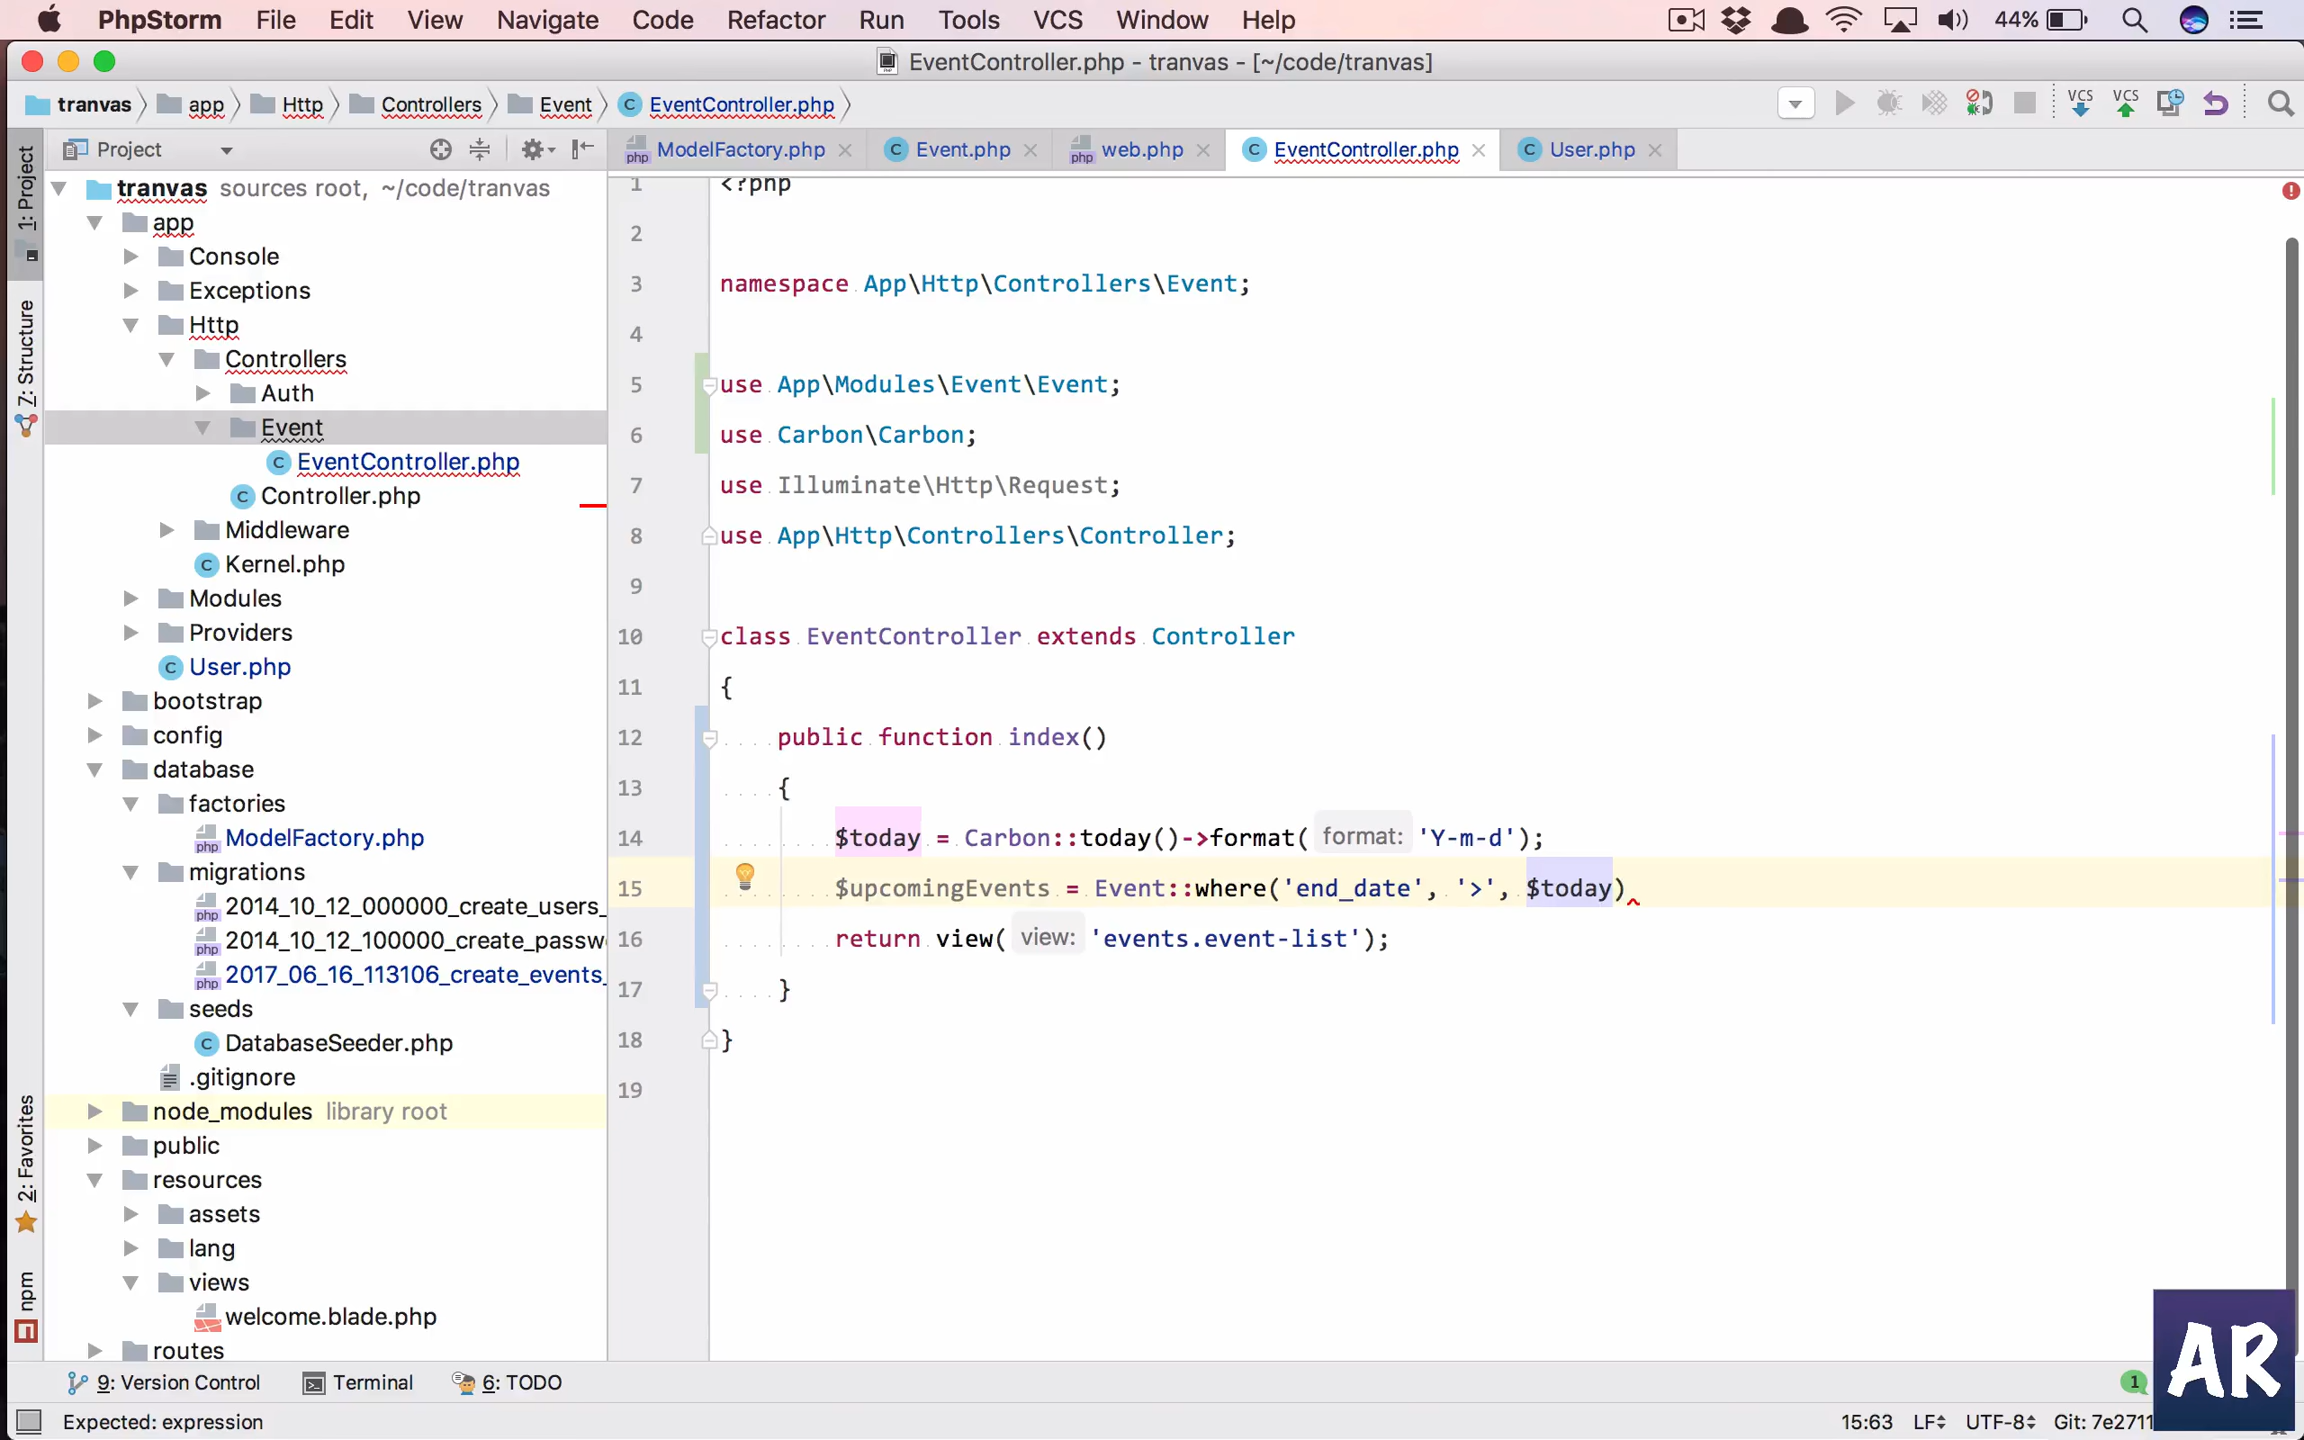 PhpStorm File Edit View Navigate Code Refactor Run Tools VCS Window Help 44%
EventController.php - tranvas - [~/code/tranvas]
tranvas app Http Controllers Event EventController.php VCS VCS
Project
ModelFactory.php Event.php web.php EventController.php User.php
1: Project
7: Structure
2: Favorites
npm
tranvas sources root, ~/code/tranvas
app
Console
Exceptions
Http
Controllers
Auth
Event
EventController.php
Controller.php
Middleware
Kernel.php
Modules
Providers
User.php
bootstrap
config
database
factories
ModelFactory.php
migrations
2014_10_12_000000_create_users_
2014_10_12_100000_create_passw
2017_06_16_113106_create_events_
seeds
DatabaseSeeder.php
.gitignore
node_modules library root
public
resources
assets
lang
views
welcome.blade.php
routes
1 <?php
2
3 namespace App\Http\Controllers\Event;
4
5 use App\Modules\Event\Event;
6 use Carbon\Carbon;
7 use Illuminate\Http\Request;
8 use App\Http\Controllers\Controller;
9
10 class EventController extends Controller
11 {
12 public function index()
13 {
14 $today = Carbon::today()->format( format: 'Y-m-d');
15 $upcomingEvents = Event::where('end_date', '>', $today)
16 return view( view: 'events.event-list');
17 }
18 }
19
9: Version Control Terminal 6: TODO 1
Expected: expression 15:63 LF UTF-8 Git: 7e2711
AR